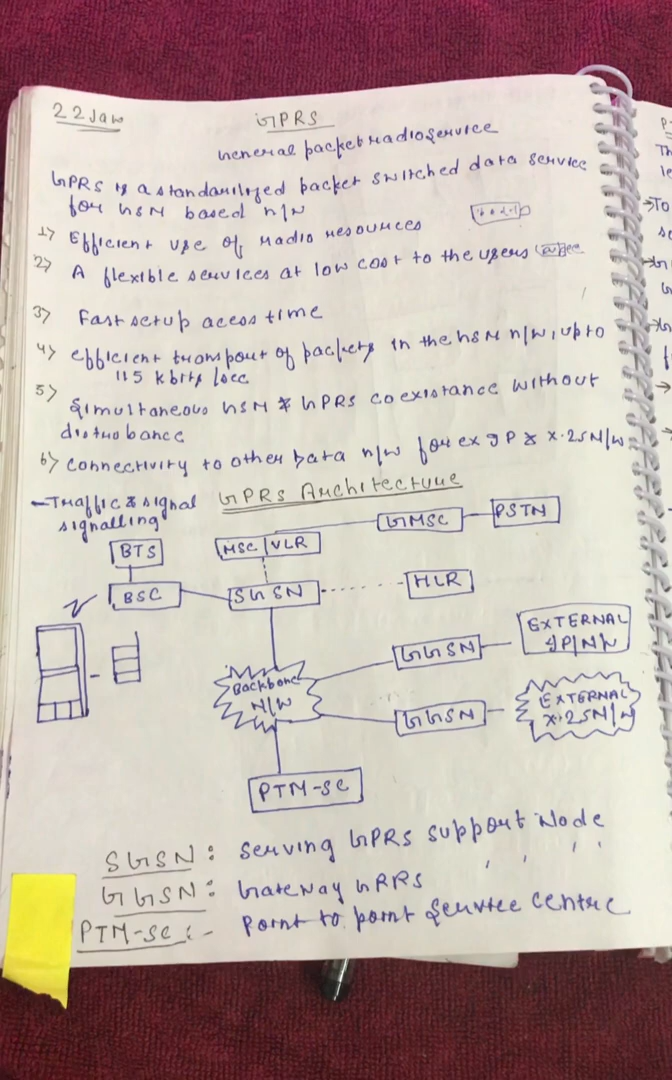 22 Jan
GPRS
General packet radio service
GPRS is a standarilized packet switched data service
for GSM based n/w
1) Efficient use of radio resources
2) A flexible services at low cost to the users
3) Fast setup acess time
4) efficient transport of packets in the GSM n/w, upto
115 kbits/sec
5) Simultaneous GSM & GPRS coexistance without
distrubance
6) Connectivity to other Data n/w for ex IP & X.25 N/w
GPRS Architecture
- Traffic & signal
signalling
GMSC
PSTN
BTS
MSC | VLR
BSC
SGSN
HLR
EXTERNAL
IP/N/W
GGSN
Backbone
N/W
GGSN
EXTERNAL
X.25N/W
PTM-SC
SGSN: Serving GPRS support Node
GGSN: Gateway GPRS ' ' ' '
PTM-SC :- Point to point Service Centre